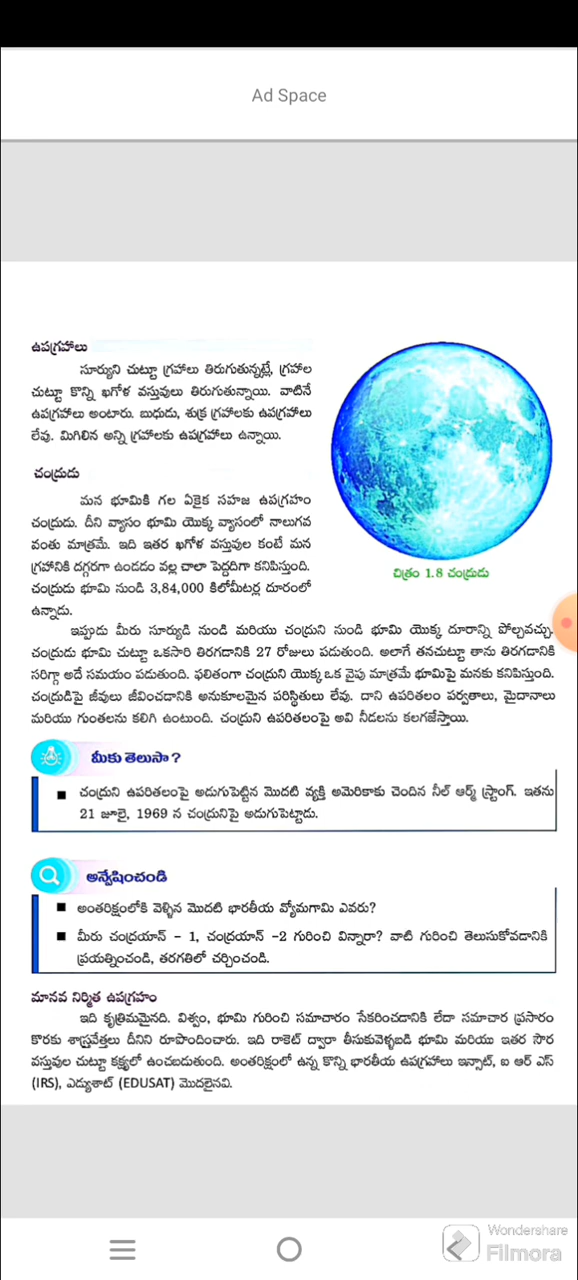 Ad Space
ఉపగ్రహాలు
సూర్యుని చుట్టూ గ్రహాలు తిరుగుతున్నట్లే, గ్రహాల
చుట్టూ కొన్ని ఖగోళ వస్తువులు తిరుగుతున్నాయి. వాటినే
ఉపగ్రహాలు అంటారు. బుధుడు, శుక్ర గ్రహాలకు ఉపగ్రహాలు
లేవు. మిగిలిన అన్ని గ్రహాలకు ఉపగ్రహాలు ఉన్నాయి.
చంద్రుడు
మన భూమికి గల ఏకైక సహజ ఉపగ్రహం
చంద్రుడు. దీని వ్యాసం భూమి యొక్క వ్యాసంలో నాలుగవ
వంతు మాత్రమే. ఇది ఇతర ఖగోళ వస్తువుల కంటే మన
గ్రహానికి దగ్గరగా ఉండడం వల్ల చాలా పెద్దదిగా కనిపిస్తుంది.
చంద్రుడు భూమి నుండి 3,84,000 కిలోమీటర్ల దూరంలో
ఉన్నాడు.
చిత్రం 1.8 చంద్రుడు
ఇప్పుడు మీరు సూర్యుడి నుండి మరియు చంద్రుని నుండి భూమి యొక్క దూరాన్ని పోల్చవచ్చు.
చంద్రుడు భూమి చుట్టూ ఒకసారి తిరగడానికి 27 రోజులు పడుతుంది. అలాగే తనచుట్టూ తాను తిరగడానికి
సరిగ్గా అదే సమయం పడుతుంది. ఫలితంగా చంద్రుని యొక్క ఒక వైపు మాత్రమే భూమిపై మనకు కనిపిస్తుంది.
చంద్రుడిపై జీవులు జీవించడానికి అనుకూలమైన పరిస్థితులు లేవు. దాని ఉపరితలం పర్వతాలు, మైదానాలు
మరియు గుంతలను కలిగి ఉంటుంది. చంద్రుని ఉపరితలంపై అవి నీడలను కలగజేస్తాయి.
మీకు తెలుసా ?
■ చంద్రుని ఉపరితలంపై అడుగుపెట్టిన మొదటి వ్యక్తి అమెరికాకు చెందిన నీల్ ఆర్మ్ స్ట్రాంగ్. ఇతను
21 జూలై, 1969 న చంద్రునిపై అడుగుపెట్టాడు.
అన్వేషించండి
■ అంతరిక్షంలోకి వెళ్ళిన మొదటి భారతీయ వ్యోమగామి ఎవరు?
■ మీరు చంద్రయాన్ - 1, చంద్రయాన్ -2 గురించి విన్నారా? వాటి గురించి తెలుసుకోవడానికి
ప్రయత్నించండి, తరగతిలో చర్చించండి.
మానవ నిర్మిత ఉపగ్రహం
ఇది కృత్రిమమైనది. విశ్వం, భూమి గురించి సమాచారం సేకరించడానికి లేదా సమాచార ప్రసారం
కొరకు శాస్త్రవేత్తలు దీనిని రూపొందించారు. ఇది రాకెట్ ద్వారా తీసుకువెళ్ళబడి భూమి మరియు ఇతర సౌర
వస్తువుల చుట్టూ కక్ష్యలో ఉంచబడుతుంది. అంతరిక్షంలో ఉన్న కొన్ని భారతీయ ఉపగ్రహాలు ఇన్సాట్, ఐ ఆర్ ఎస్
(IRS), ఎడ్యుశాట్ (EDUSAT) మొదలైనవి.
Wondershare
Filmora